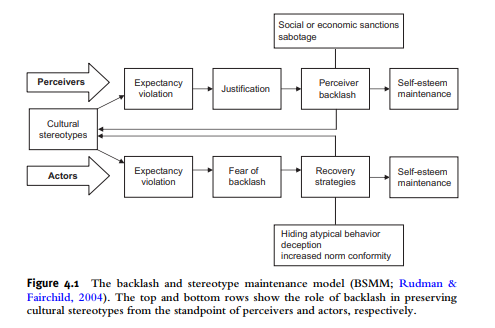 Social or economic sanctions
sabotage
Perceivers
Expectancy
violation
Justification
Perceiver
backlash
Self-esteem
maintenance
Cultural
stereotypes
Actors
Expectancy
violation
Fear of
backlash
Recovery
strategies
Self-esteem
maintenance
Hiding atypical behavior
deception
increased norm conformity
Figure 4.1 The backlash and stereotype maintenance model (BSMM; Rudman &
Fairchild, 2004). The top and bottom rows show the role of backlash in preserving
cultural stereotypes from the standpoint of perceivers and actors, respectively.